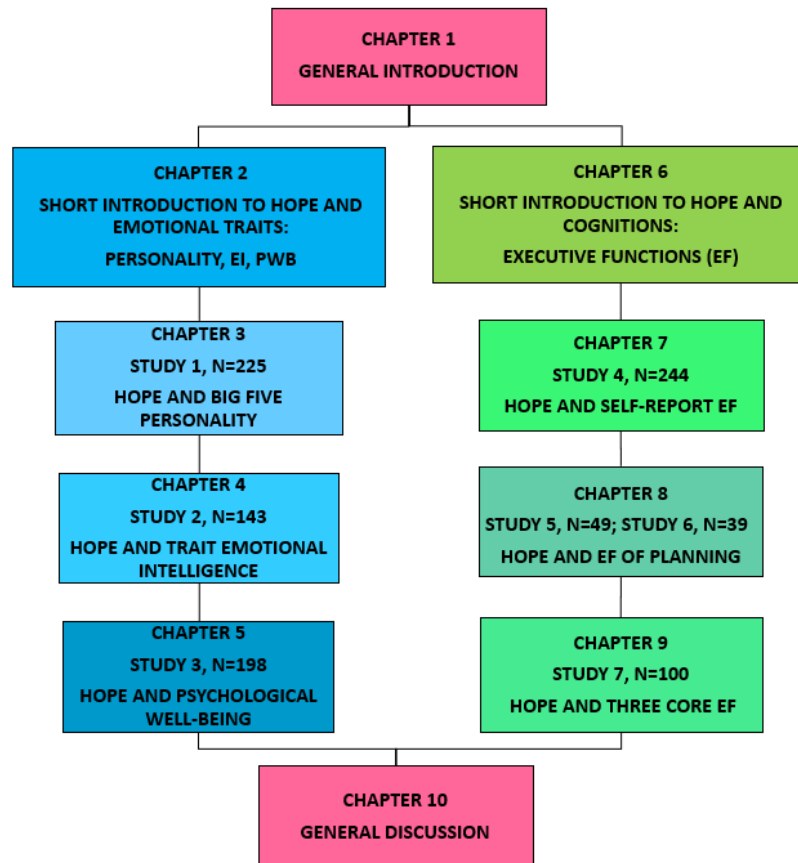 CHAPTER 1
GENERAL INTRODUCTION
CHAPTER 2
SHORT INTRODUCTION TO HOPE AND
EMOTIONAL TRAITS:
PERSONALITY, EI, PWB
CHAPTER 3
STUDY 1, N=225
HOPE AND BIG FIVE
PERSONALITY
CHAPTER 4
STUDY 2, N=143
HOPE AND TRAIT EMOTIONAL
INTELLIGENCE
CHAPTER 5
STUDY 3, N=198
HOPE AND PSYCHOLOGICAL
WELL-BEING
CHAPTER 6
SHORT INTRODUCTION TO HOPE AND
COGNITIONS:
EXECUTIVE FUNCTIONS (EF)
CHAPTER 7
STUDY 4, N=244
HOPE AND SELF-REPORT EF
CHAPTER 8
STUDY 5, N=49; STUDY 6, N=39
HOPE AND EF OF PLANNING
CHAPTER 9
STUDY 7, N=100
HOPE AND THREE CORE EF
CHAPTER 10
GENERAL DISCUSSION